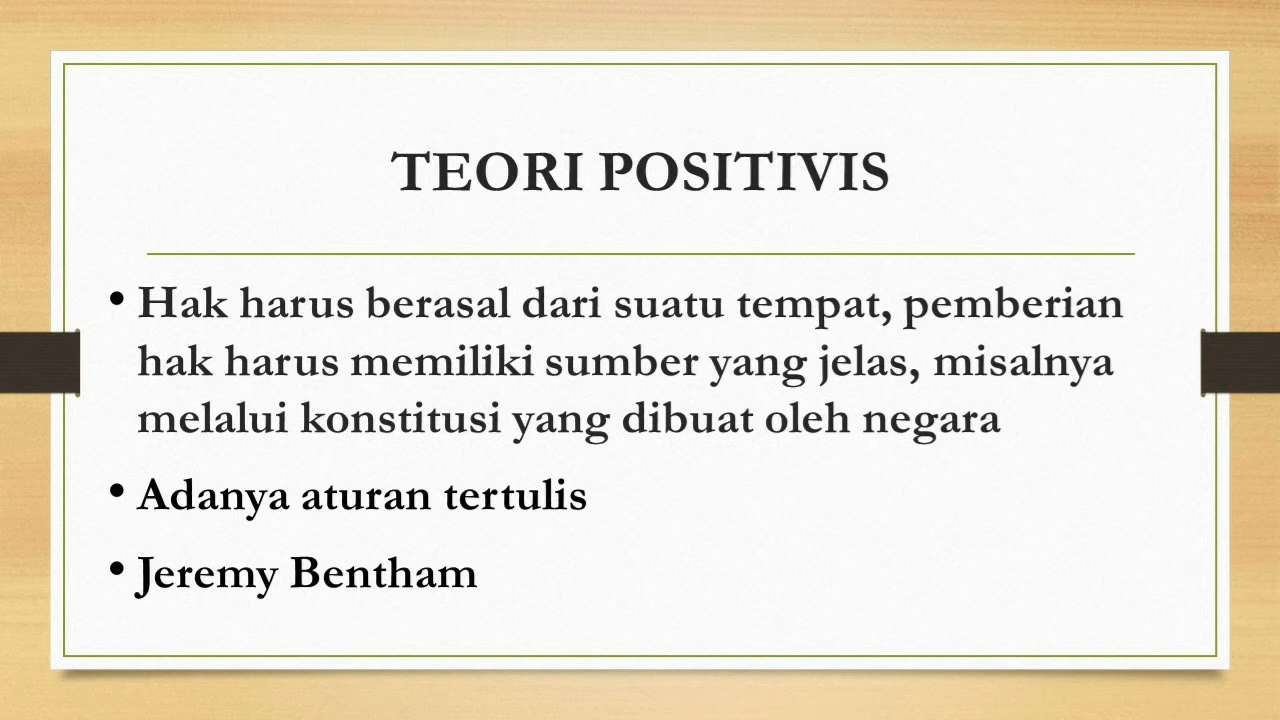 TEORI POSITIVIS
• Hak harus berasal dari suatu tempat, pemberian
hak harus memiliki sumber yang jelas, misalnya
melalui konstitusi yang dibuat oleh negara
• Adanya aturan tertulis
• Jeremy Bentham